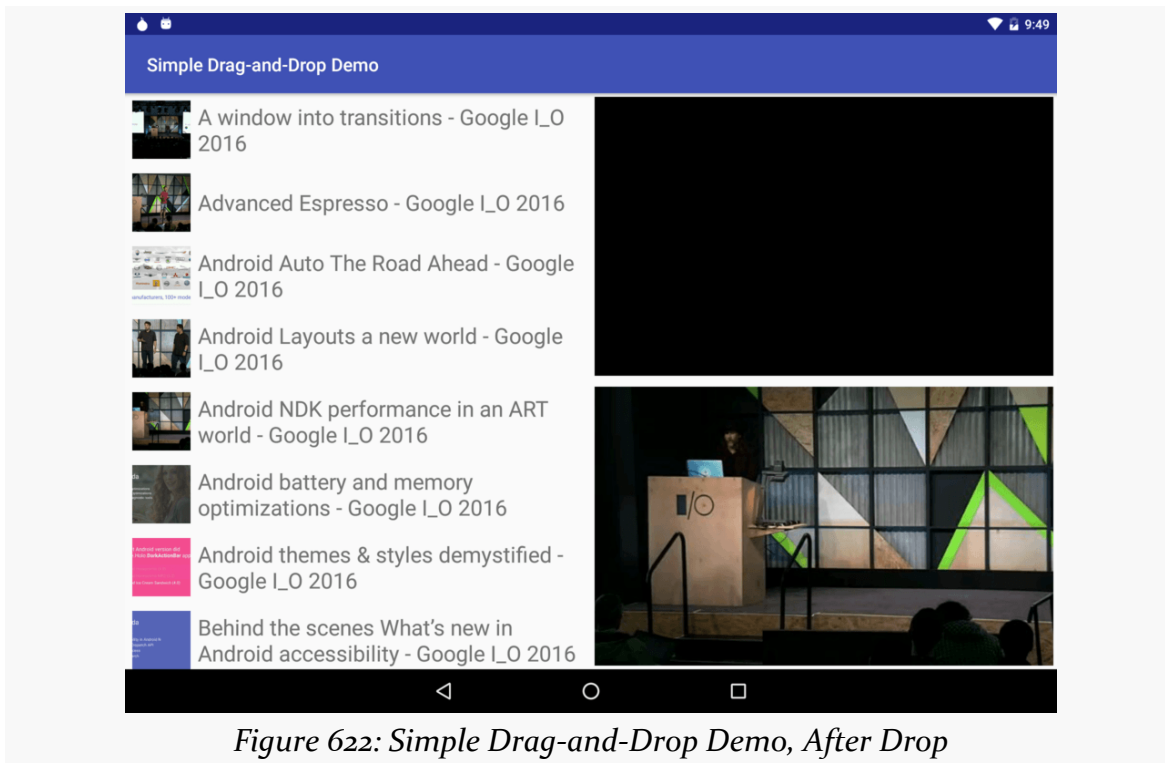 9:49
Simple Drag-and-Drop Demo
A window into transitions - Google I_O
2016
Advanced Espresso - Google I_O 2016
Android Auto The Road Ahead - Google
I_O 2016
Android Layouts a new world - Google
I_O 2016
Android NDK performance in an ART
world - Google I_O 2016
Android battery and memory
optimizations - Google I_O 2016
Android themes & styles demystified -
Google I_O 2016
Behind the scenes What’s new in
Android accessibility - Google I_O 2016
I/O
Figure 622: Simple Drag-and-Drop Demo, After Drop